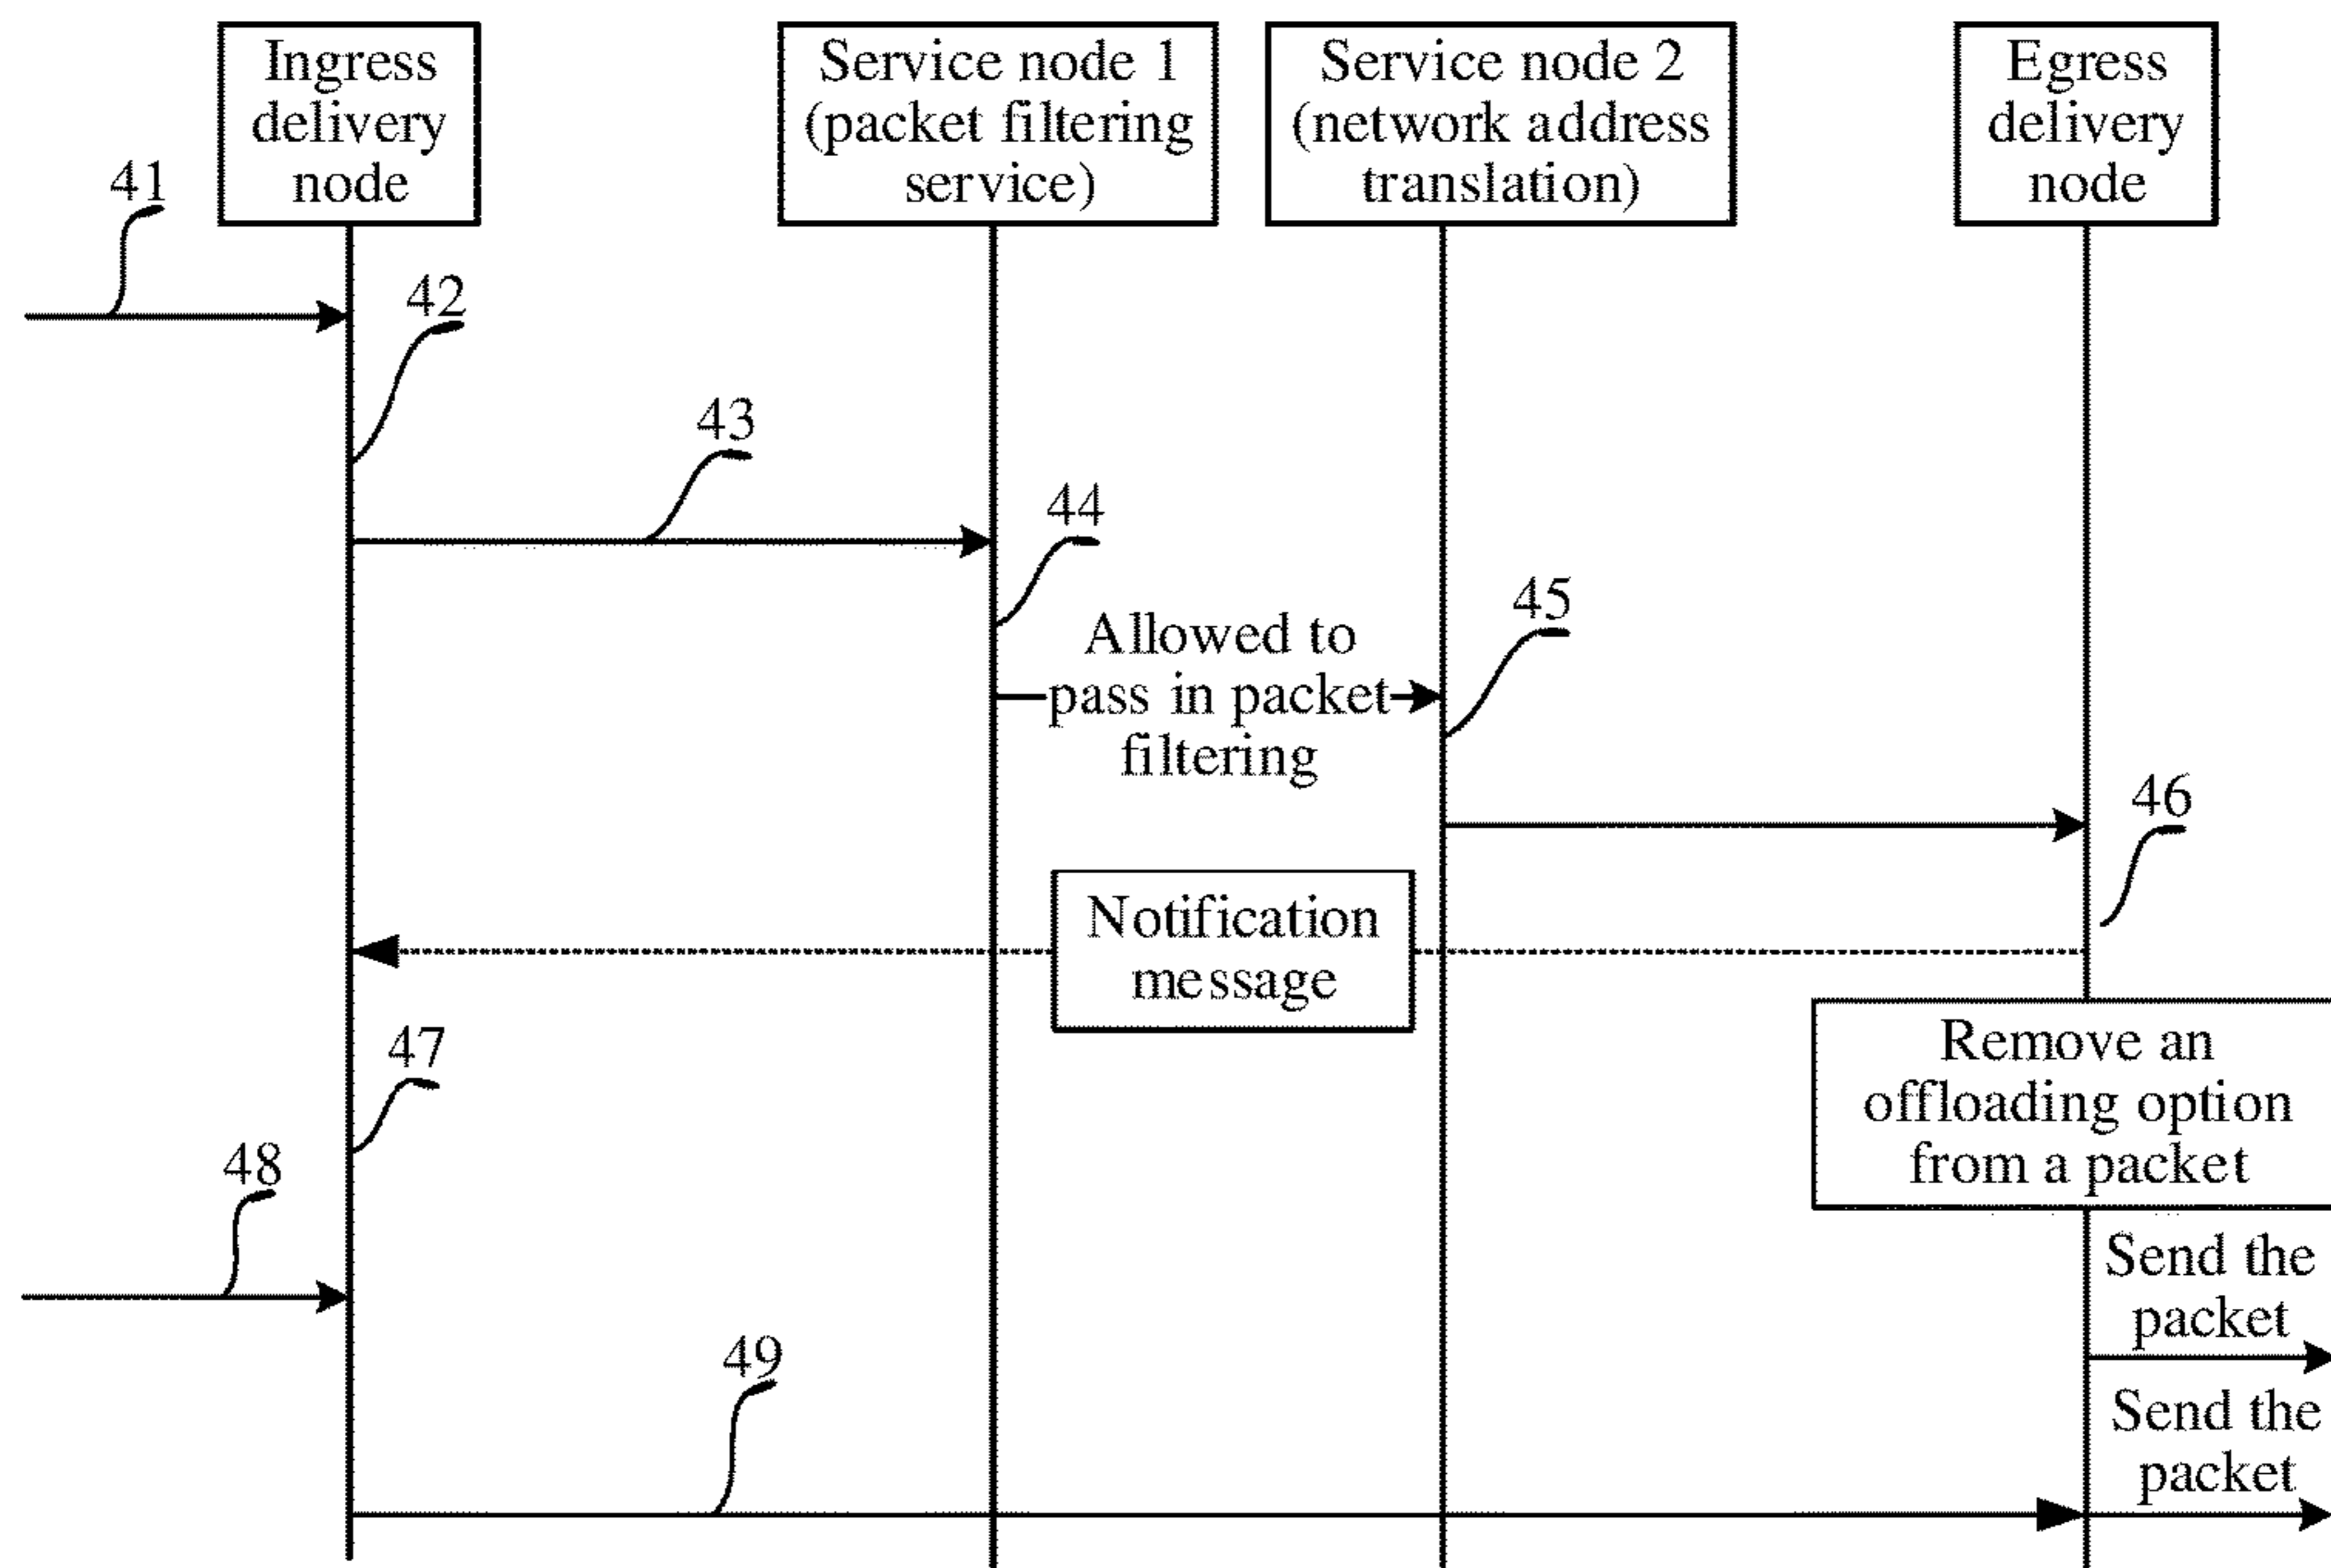 Ingress
delivery
node
Service node 1
(packet filtering
service)
Service node 2
(network address
translation)
Egress
delivery
node
41
42
43
44
Allowed to
pass in packet
filtering
45
46
Notification
message
Remove an
offloading option
from a packet
47
48
Send the
packet
49
Send the
packet